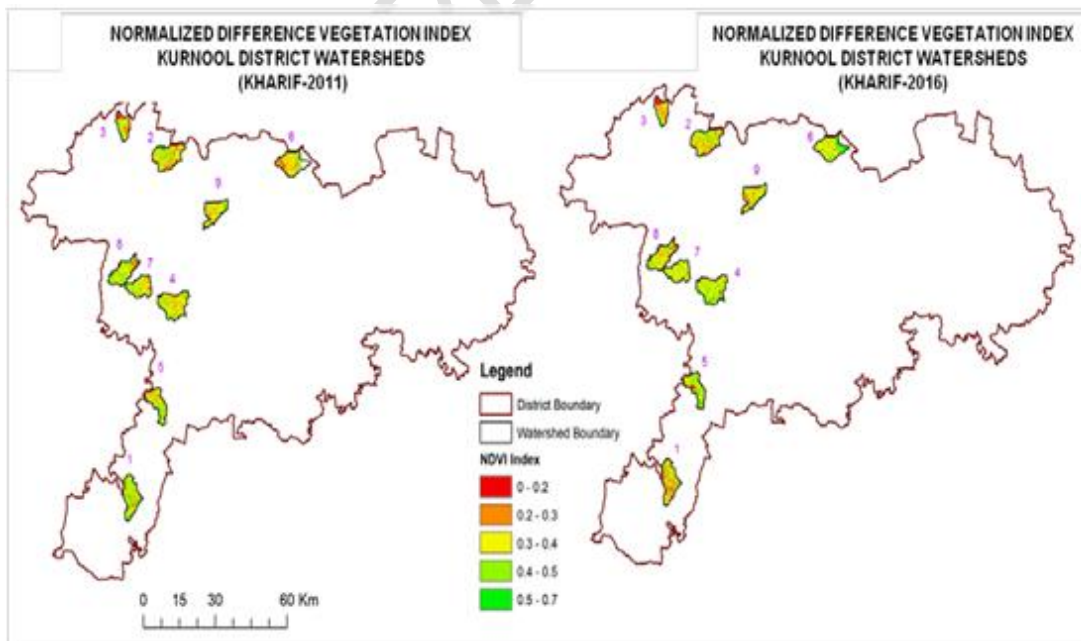 NORMALIZED DIFFERENCE VEGETATION INDEX
KURNOOL DISTRICT WATERSHEDS
(KHARIF-2011)
NORMALIZED DIFFERENCE VEGETATION INDEX
KURNOOL DISTRICT WATERSHEDS
(KHARIF-2016)
3
2
6
9
8
7
4
5
1
3
2
6
9
8
7
4
5
1
Legend
District Boundary
Watershed Boundary
NDVI Index
0 - 0.2
0.2 - 0.3
0.3 - 0.4
0.4 - 0.5
0.5 - 0.7
0 15 30 60 Km